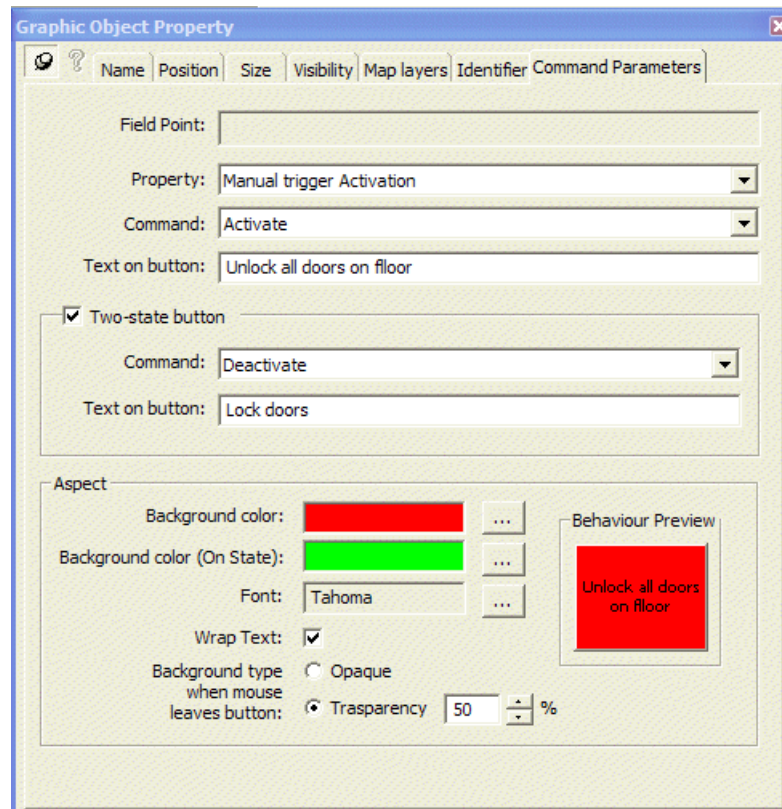 Graphic Object Property
Name Position Size Visibility Map layers Identifier Command Parameters
Field Point:
Property: Manual trigger Activation
Command: Activate
Text on button: Unlock all doors on flloor
Two-state button
Command: Deactivate
Text on button: Lock doors
Aspect
Background color: ...
Background color (On State): ...
Font: Tahoma ...
Wrap Text:
Background type
when mouse
leaves button:
Opaque
Trasparency 50 %
Behaviour Preview
Unlock all doors
on flloor